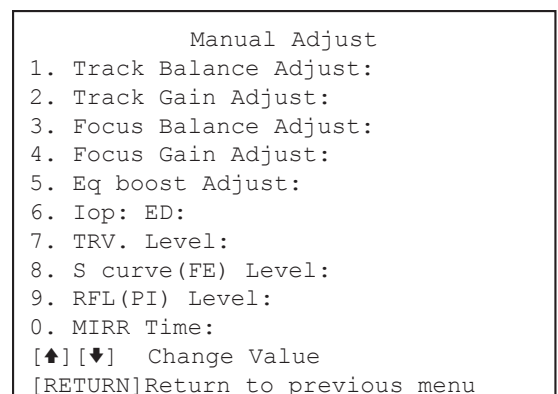 Manual Adjust
1. Track Balance Adjust:
2. Track Gain Adjust:
3. Focus Balance Adjust:
4. Focus Gain Adjust:
5. Eq boost Adjust:
6. Iop: ED:
7. TRV. Level:
8. S curve(FE) Level:
9. RFL(PI) Level:
0. MIRR Time:
[↑][↓] Change Value
[RETURN]Return to previous menu